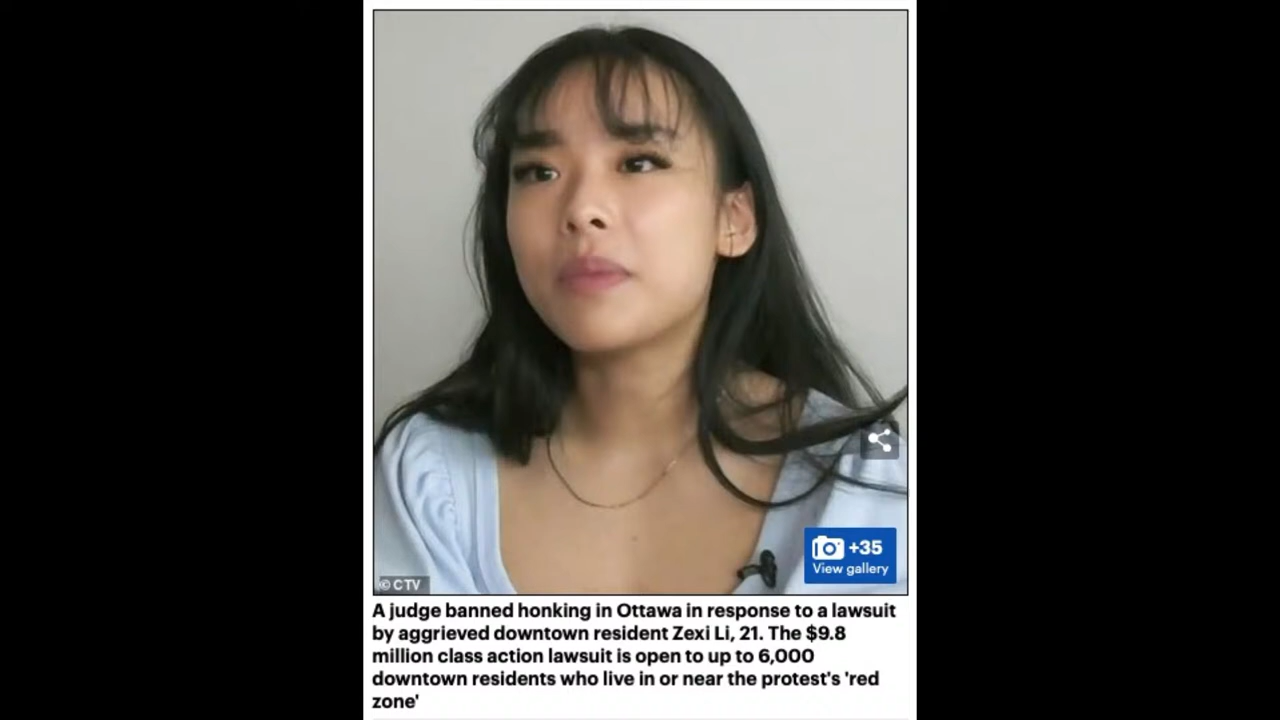 +35
View gallery
© CTV
A judge banned honking in Ottawa in response to a lawsuit
by aggrieved downtown resident Zexi Li, 21. The $9.8
million class action lawsuit is open to up to 6,000
downtown residents who live in or near the protest's 'red
zone'